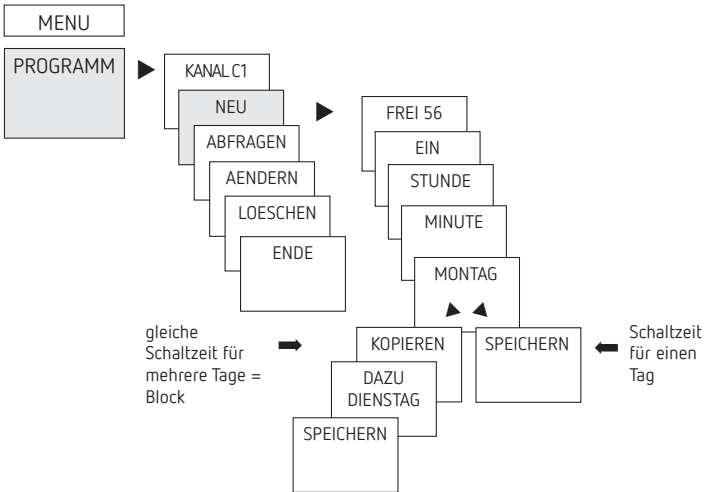 MENU
PROGRAMM
KANAL C1
NEU
ABFRAGEN
AENDERN
LOESCHEN
ENDE
FREI 56
EIN
STUNDE
MINUTE
MONTAG
gleiche
Schaltzeit für
mehrere Tage =
Block
KOPIEREN
DAZU
DIENSTAG
SPEICHERN
SPEICHERN
Schaltzeit
für einen
Tag